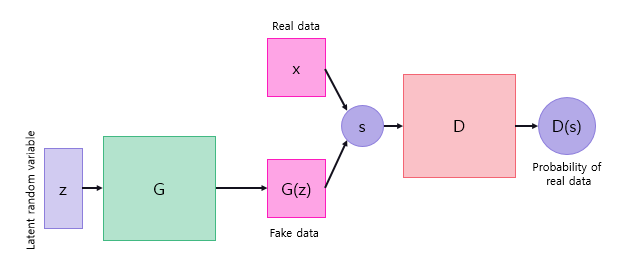 Real data
x
s
D
D(s)
Probability of
real data
Latent random variable
z
G
G(z)
Fake data